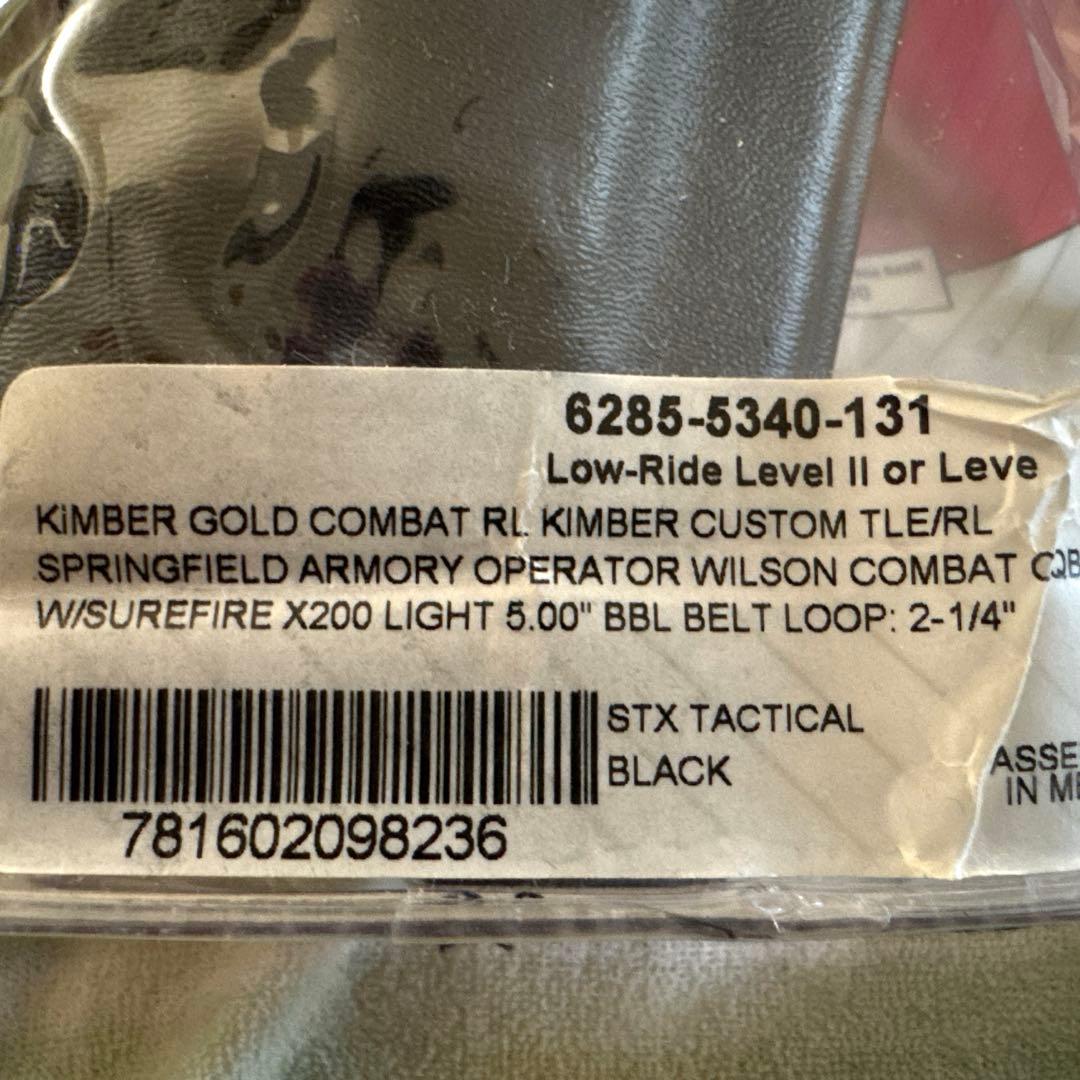 6285-5340-131
Low-Ride Level II or Leve
KIMBER GOLD COMBAT RL KIMBER CUSTOM TLE/RL
SPRINGFIELD ARMORY OPERATOR WILSON COMBAT CQB
W/SUREFIRE X200 LIGHT 5.00" BBL BELT LOOP: 2-1/4"
STX TACTICAL
BLACK
ASSE
IN ME
781602098236